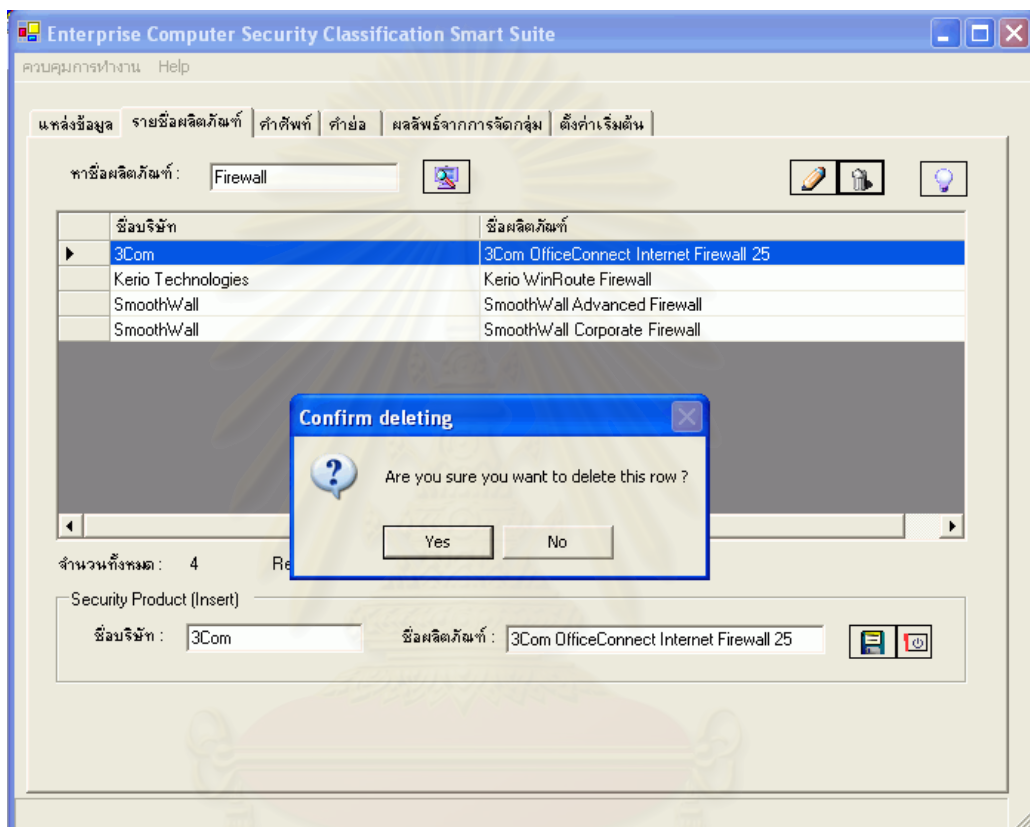 Enterprise Computer Security Classification Smart Suite
ควบคุมการทำงาน Help
แหล่งข้อมูล รายชื่อผลิตภัณฑ์ คำศัพท์ คำย่อ ผลลัพธ์จากการจัดกลุ่ม ตั้งค่าเริ่มต้น
หาชื่อผลิตภัณฑ์ : Firewall
ชื่อบริษัท ชื่อผลิตภัณฑ์
3Com 3Com OfficeConnect Internet Firewall 25
Kerio Technologies Kerio WinRoute Firewall
SmoothWall SmoothWall Advanced Firewall
SmoothWall SmoothWall Corporate Firewall
Confirm deleting
Are you sure you want to delete this row ?
Yes No
จำนวนทั้งหมด : 4
Security Product (Insert)
ชื่อบริษัท : 3Com ชื่อผลิตภัณฑ์ : 3Com OfficeConnect Internet Firewall 25